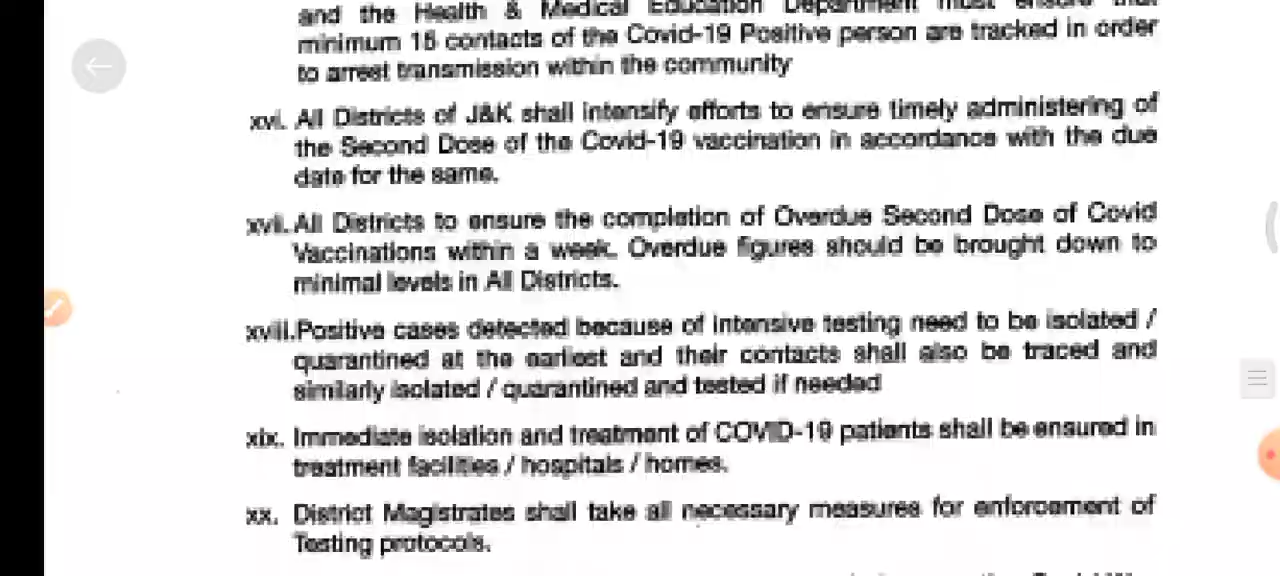 and the Health & Medical Education Department must ensure that
minimum 15 contacts of the Covid-19 Positive person are tracked in order
to arrest transmission within the community
xvi. All Districts of J&K shall intensify efforts to ensure timely administering of
the Second Dose of the Covid-19 vaccination in accordance with the due
date for the same.
xvii. All Districts to ensure the completion of Overdue Second Dose of Covid
Vaccinations within a week. Overdue figures should be brought down to
minimal levels in All Districts.
xviii. Positive cases detected because of intensive testing need to be isolated /
quarantined at the earliest and their contacts shall also be traced and
similarly isolated / quarantined and tested if needed
xix. Immediate isolation and treatment of COVID-19 patients shall be ensured in
treatment facilities / hospitals / homes.
xx. District Magistrates shall take all necessary measures for enforcement of
Testing protocols.